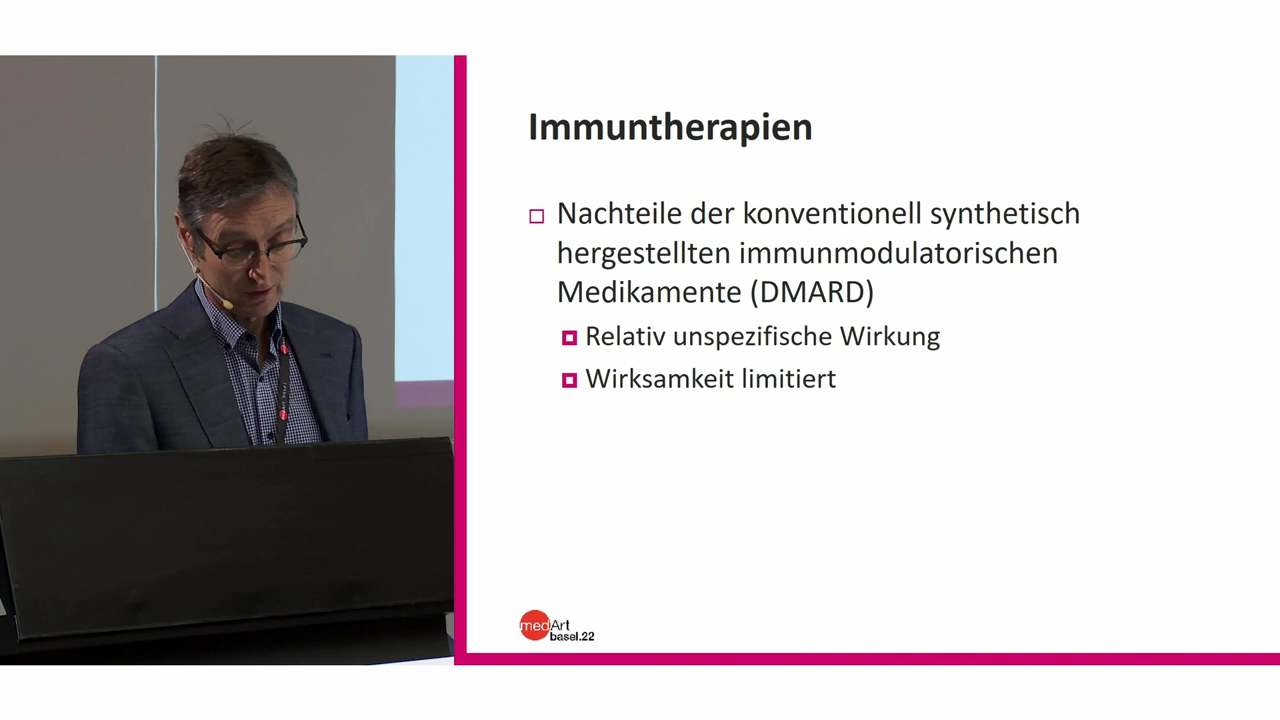 Immuntherapien
□ Nachteile der konventionell synthetisch
hergestellten immunmodulatorischen
Medikamente (DMARD)
Relativ unspezifische Wirkung
Wirksamkeit limitiert
medArt
basel.22